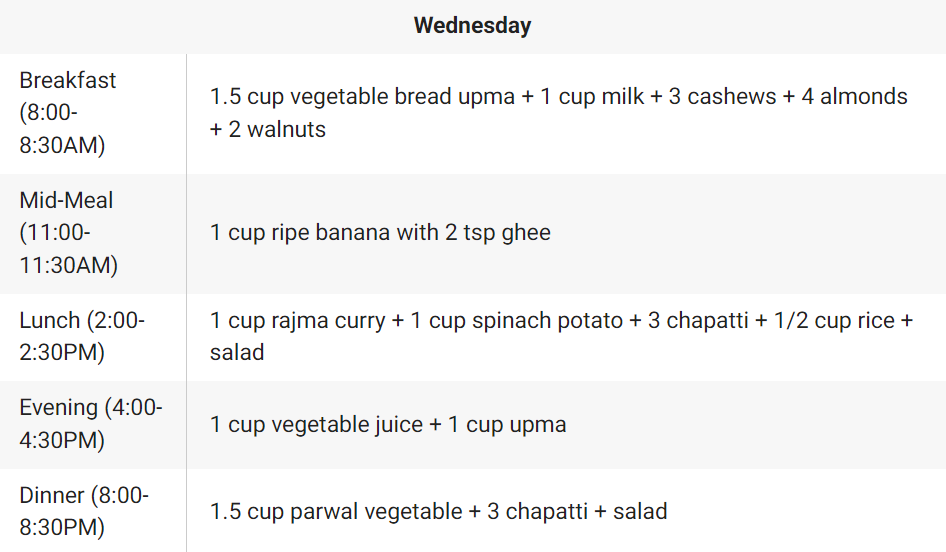 Wednesday
Breakfast
(8:00-
8:30AM)
1.5 cup vegetable bread upma + 1 cup milk + 3 cashews + 4 almonds
+ 2 walnuts
Mid-Meal
(11:00-
11:30AM)
1 cup ripe banana with 2 tsp ghee
Lunch (2:00-
2:30PM)
1 cup rajma curry + 1 cup spinach potato + 3 chapatti + 1/2 cup rice +
salad
Evening (4:00-
4:30PM)
1 cup vegetable juice + 1 cup upma
Dinner (8:00-
8:30PM)
1.5 cup parwal vegetable + 3 chapatti + salad